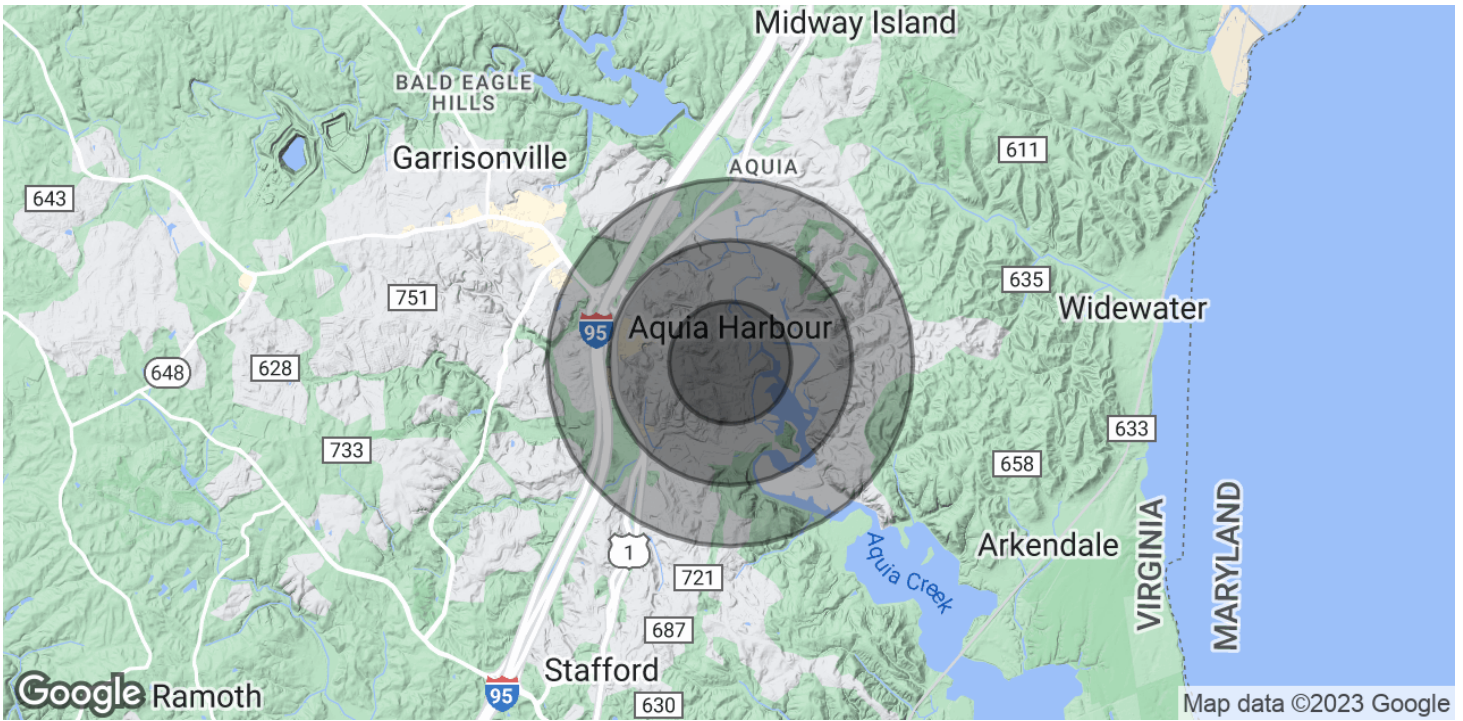 Midway Island
BALD EAGLE
HILLS
Garrisonville
AQUIA
611
643
635
751
Widewater
95
Aquia Harbour
648
628
633
733
658
VIRGINIA
MARYLAND
Arkendale
1
Aquia Creek
721
687
Stafford
95
630
Google
Ramoth
Map data ©2023 Google